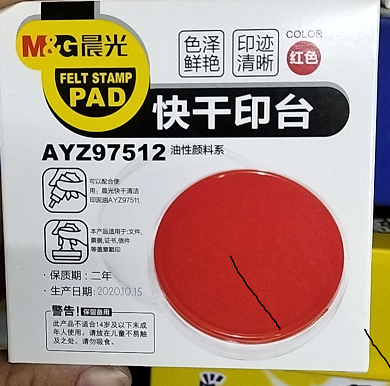 M&G晨光
FELT STAMP
PAD
色泽
鲜艳
印迹
清晰
COLOR
红色
快干印台
AYZ97512 油性颜料系
可以配合使
用：晨光快干清洁
印泥油AYZ97511.
本产品适用于:文件,
票据,证书,信件
等盖章戳印
·保质期：二年
·生产日期：2020.10.15
警告! 保留备用
此产品不适合14岁及以下未成
年人使用，请放在儿童不易触
及之处。请勿吸食。